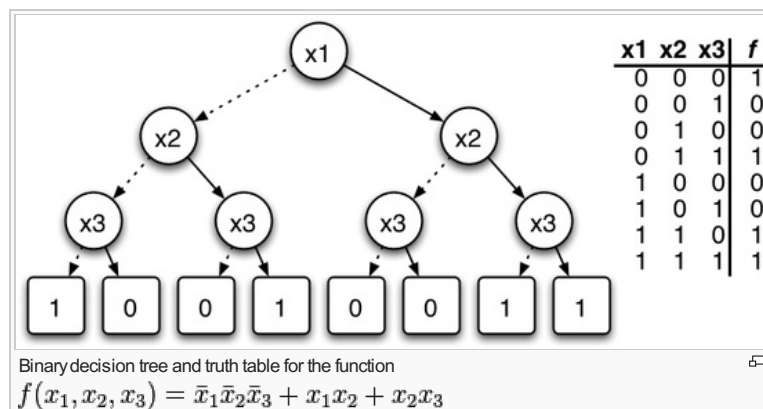 x1
x2 x2
x3 x3 x3 x3
1 0 0 1 0 0 1 1
x1 x2 x3 f
0 0 0 1
0 0 1 0
0 1 0 0
0 1 1 1
1 0 0 0
1 0 1 0
1 1 0 1
1 1 1 1
Binary decision tree and truth table for the function
f(x₁, x₂, x₃) = x̄₁x̄₂x̄₃ + x₁x₂ + x₂x₃